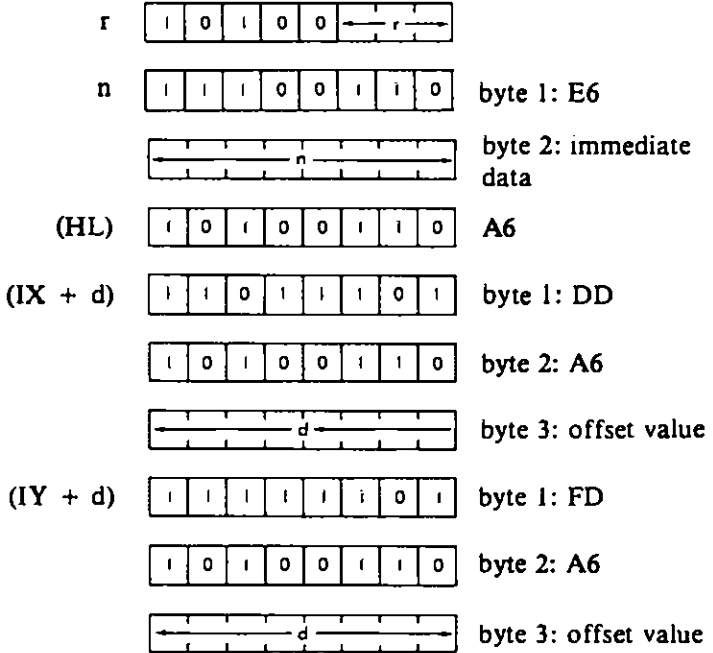 r 1 0 1 0 0 r
n 1 1 1 0 0 1 1 0 byte 1: E6
n byte 2: immediate
data
(HL) 1 0 1 0 0 1 1 0 A6
(IX + d) 1 1 0 1 1 1 0 1 byte 1: DD
1 0 1 0 0 1 1 0 byte 2: A6
d byte 3: offset value
(IY + d) 1 1 1 1 1 1 0 1 byte 1: FD
1 0 1 0 0 1 1 0 byte 2: A6
d byte 3: offset value